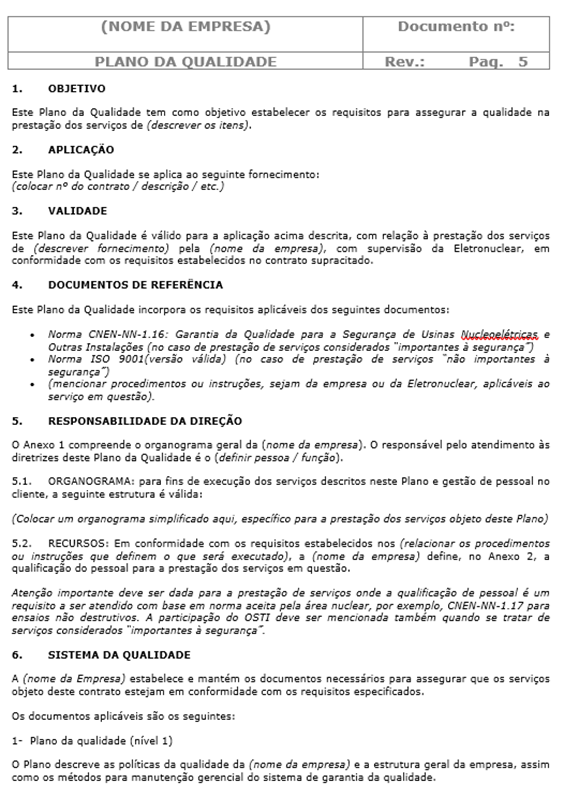 (NOME DA EMPRESA) Documento nº:
PLANO DA QUALIDADE Rev.: Pag. 5
1. OBJETIVO
Este Plano da Qualidade tem como objetivo estabelecer os requisitos para assegurar a qualidade na
prestação dos serviços de (descrever os itens).
2. APLICAÇÃO
Este Plano da Qualidade se aplica ao seguinte fornecimento:
(colocar nº do contrato / descrição / etc.)
3. VALIDADE
Este Plano da Qualidade é válido para a aplicação acima descrita, com relação à prestação dos serviços
de (descrever fornecimento) pela (nome da empresa), com supervisão da Eletronuclear, em
conformidade com os requisitos estabelecidos no contrato supracitado.
4. DOCUMENTOS DE REFERÊNCIA
Este Plano da Qualidade incorpora os requisitos aplicáveis dos seguintes documentos:
• Norma CNEN-NN-1.16: Garantia da Qualidade para a Segurança de Usinas Nucleoelétricas e
Outras Instalações (no caso de prestação de serviços considerados "importantes à segurança")
• Norma ISO 9001(versão válida) (no caso de prestação de serviços "não importantes à
segurança")
• (mencionar procedimentos ou instruções, sejam da empresa ou da Eletronuclear, aplicáveis ao
serviço em questão).
5. RESPONSABILIDADE DA DIREÇÃO
O Anexo 1 compreende o organograma geral da (nome da empresa). O responsável pelo atendimento às
diretrizes deste Plano da Qualidade é o (definir pessoa / função).
5.1. ORGANOGRAMA: para fins de execução dos serviços descritos neste Plano e gestão de pessoal no
cliente, a seguinte estrutura é válida:
(Colocar um organograma simplificado aqui, específico para a prestação dos serviços objeto deste Plano)
5.2. RECURSOS: Em conformidade com os requisitos estabelecidos nos (relacionar os procedimentos
ou instruções que definem o que será executado), a (nome da empresa) define, no Anexo 2, a
qualificação do pessoal para a prestação dos serviços em questão.
Atenção importante deve ser dada para a prestação de serviços onde a qualificação de pessoal é um
requisito a ser atendido com base em norma aceita pela área nuclear, por exemplo, CNEN-NN-1.17 para
ensaios não destrutivos. A participação do OSTI deve ser mencionada também quando se tratar de
serviços considerados "importantes à segurança".
6. SISTEMA DA QUALIDADE
A (nome da Empresa) estabelece e mantém os documentos necessários para assegurar que os serviços
objeto deste contrato estejam em conformidade com os requisitos especificados.
Os documentos aplicáveis são os seguintes:
1- Plano da qualidade (nível 1)
O Plano descreve as políticas da qualidade da (nome da empresa) e a estrutura geral da empresa, assim
como os métodos para manutenção gerencial do sistema de garantia da qualidade.